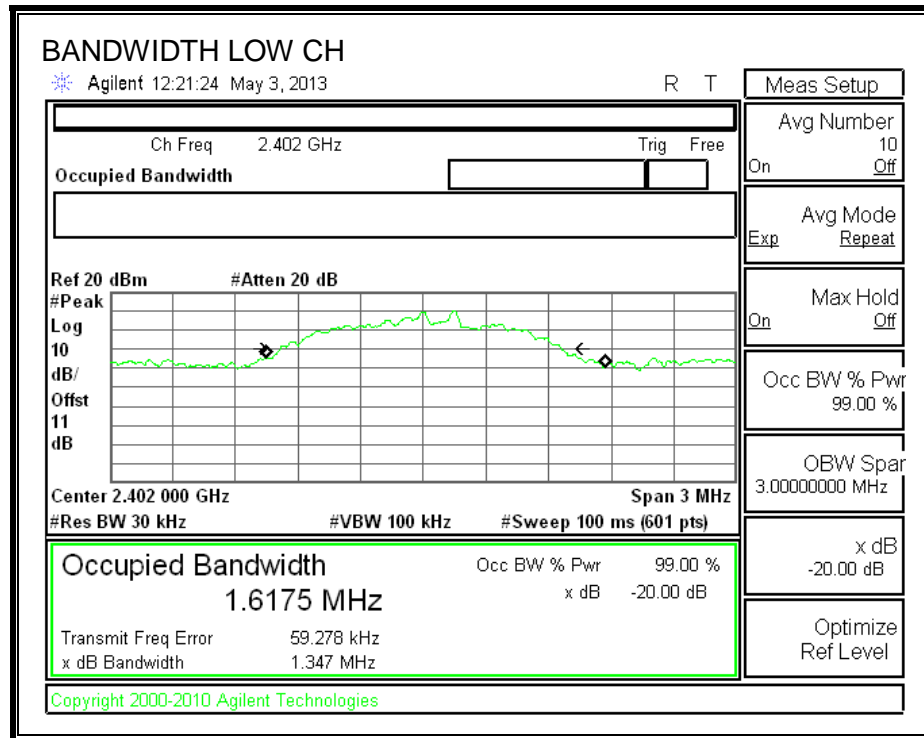 BANDWIDTH LOW CH
Agilent 12:21:24 May 3, 2013 R T
Ch Freq 2.402 GHz Trig Free
Occupied Bandwidth
Ref 20 dBm #Atten 20 dB
#Peak
Log
10
dB/
Offst
11
dB
Center 2.402 000 GHz Span 3 MHz
#Res BW 30 kHz #VBW 100 kHz #Sweep 100 ms (601 pts)
Occupied Bandwidth Occ BW % Pwr 99.00 %
1.6175 MHz x dB -20.00 dB
Transmit Freq Error 59.278 kHz
x dB Bandwidth 1.347 MHz
Copyright 2000-2010 Agilent Technologies
Meas Setup
Avg Number
10
On Off
Avg Mode
Exp Repeat
Max Hold
On Off
Occ BW % Pwr
99.00 %
OBW Span
3.00000000 MHz
x dB
-20.00 dB
Optimize
Ref Level